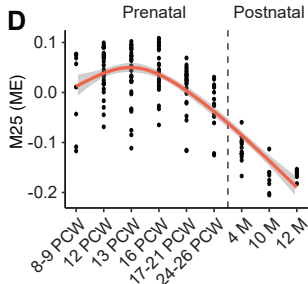 D
Prenatal Postnatal
M25 (ME)
0.1
0.0
-0.1
-0.2
8-9 PCW
12 PCW
13 PCW
16 PCW
17-21 PCW
24-26 PCW
4 M
10 M
12 M